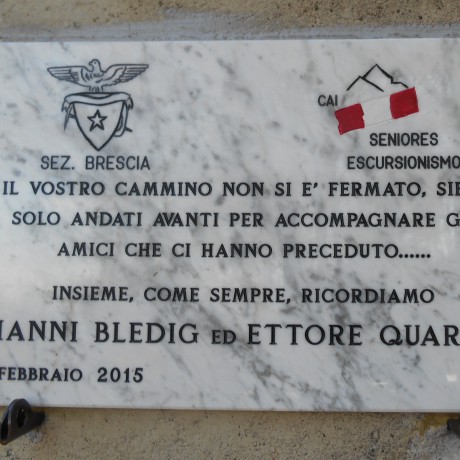 CAI
SENIORES
SEZ. BRESCIA ESCURSIONISMO
IL VOSTRO CAMMINO NON SI E' FERMATO, SIE
SOLO ANDATI AVANTI PER ACCOMPAGNARE G
AMICI CHE CI HANNO PRECEDUTO......
INSIEME, COME SEMPRE, RICORDIAMO
IANNI BLEDIG ED ETTORE QUAR
FEBBRAIO 2015